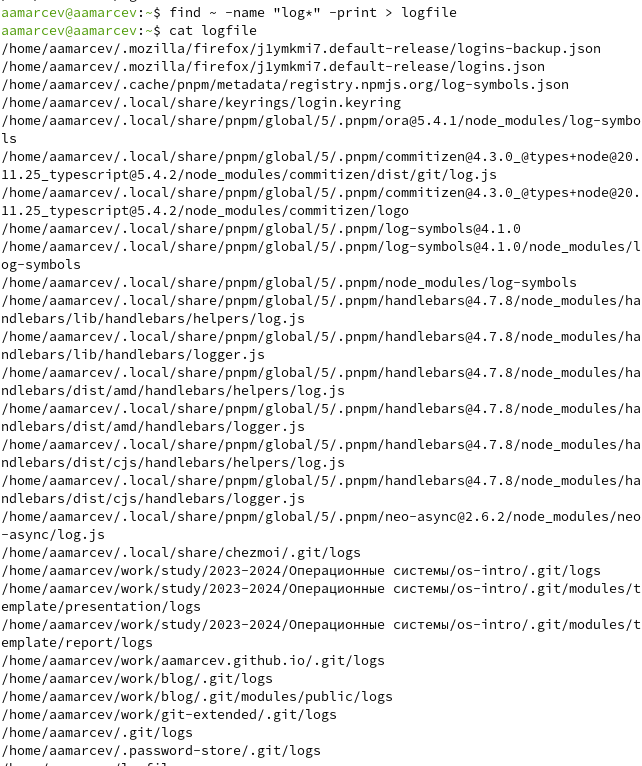 aamarcev@aamarcev:~$ find ~ -name "log*" -print > logfile
aamarcev@aamarcev:~$ cat logfile
/home/aamarcev/.mozilla/firefox/j1ymkmi7.default-release/logins-backup.json
/home/aamarcev/.mozilla/firefox/j1ymkmi7.default-release/logins.json
/home/aamarcev/.cache/pnpm/metadata/registry.npmjs.org/log-symbols.json
/home/aamarcev/.local/share/keyrings/login.keyring
/home/aamarcev/.local/share/pnpm/global/5/.pnpm/ora@5.4.1/node_modules/log-symbo
ls
/home/aamarcev/.local/share/pnpm/global/5/.pnpm/commitizen@4.3.0_@types+node@20.
11.25_typescript@5.4.2/node_modules/commitizen/dist/git/log.js
/home/aamarcev/.local/share/pnpm/global/5/.pnpm/commitizen@4.3.0_@types+node@20.
11.25_typescript@5.4.2/node_modules/commitizen/logo
/home/aamarcev/.local/share/pnpm/global/5/.pnpm/log-symbols@4.1.0
/home/aamarcev/.local/share/pnpm/global/5/.pnpm/log-symbols@4.1.0/node_modules/l
og-symbols
/home/aamarcev/.local/share/pnpm/global/5/.pnpm/node_modules/log-symbols
/home/aamarcev/.local/share/pnpm/global/5/.pnpm/handlebars@4.7.8/node_modules/ha
ndlebars/lib/handlebars/helpers/log.js
/home/aamarcev/.local/share/pnpm/global/5/.pnpm/handlebars@4.7.8/node_modules/ha
ndlebars/lib/handlebars/logger.js
/home/aamarcev/.local/share/pnpm/global/5/.pnpm/handlebars@4.7.8/node_modules/ha
ndlebars/dist/amd/handlebars/helpers/log.js
/home/aamarcev/.local/share/pnpm/global/5/.pnpm/handlebars@4.7.8/node_modules/ha
ndlebars/dist/amd/handlebars/logger.js
/home/aamarcev/.local/share/pnpm/global/5/.pnpm/handlebars@4.7.8/node_modules/ha
ndlebars/dist/cjs/handlebars/helpers/log.js
/home/aamarcev/.local/share/pnpm/global/5/.pnpm/handlebars@4.7.8/node_modules/ha
ndlebars/dist/cjs/handlebars/logger.js
/home/aamarcev/.local/share/pnpm/global/5/.pnpm/neo-async@2.6.2/node_modules/neo
-async/log.js
/home/aamarcev/.local/share/chezmoi/.git/logs
/home/aamarcev/work/study/2023-2024/Операционные системы/os-intro/.git/logs
/home/aamarcev/work/study/2023-2024/Операционные системы/os-intro/.git/modules/t
emplate/presentation/logs
/home/aamarcev/work/study/2023-2024/Операционные системы/os-intro/.git/modules/t
emplate/report/logs
/home/aamarcev/work/aamarcev.github.io/.git/logs
/home/aamarcev/work/blog/.git/logs
/home/aamarcev/work/blog/.git/modules/public/logs
/home/aamarcev/work/git-extended/.git/logs
/home/aamarcev/.git/logs
/home/aamarcev/.password-store/.git/logs